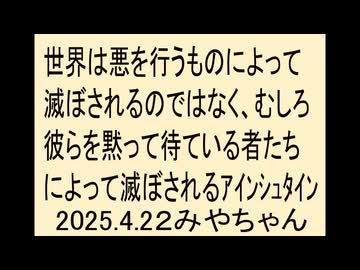 世界は悪を行うものによって
滅ぼされるのではなく、むしろ
彼らを黙って待ている者たち
によって滅ぼされるｱｲﾝｼｭﾀｲﾝ
2025.4.22みやちゃん